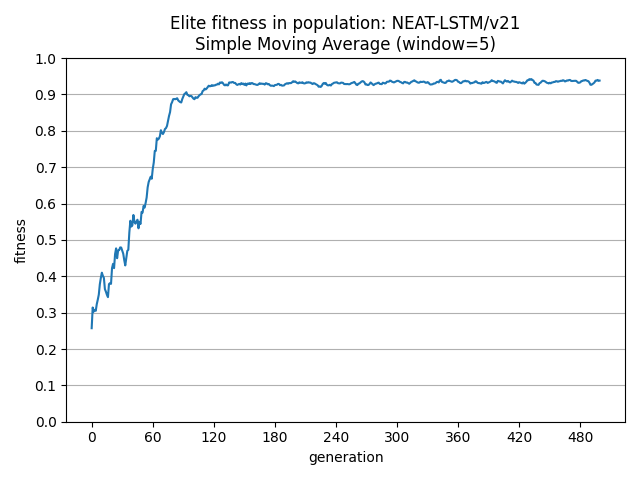 Elite fitness in population: NEAT-LSTM/v21
Simple Moving Average (window=5)
1.0
0.9
0.8
0.7
0.6
0.5
0.4
0.3
0.2
0.1
0.0
fitness
0 60 120 180 240 300 360 420 480
generation